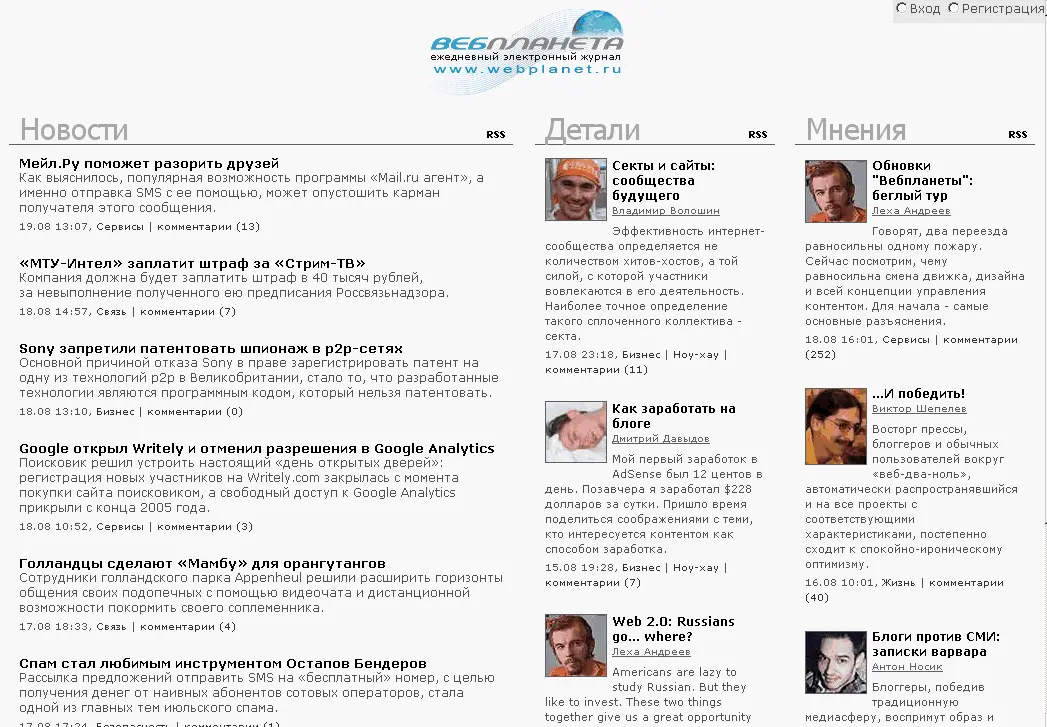 Вход Регистрация
ВЕБПЛАНЕТА
ежедневный электронный журнал
www.webplanet.ru
Новости
RSS
Мейл.Ру поможет разорить друзей
Как выяснилось, популярная возможность программы «Mail.ru агент», а
именно отправка SMS с ее помощью, может опустошить карман
получателя этого сообщения.
19.08 13:07, Сервисы | комментарии (13)
«МТУ-Интел» заплатит штраф за «Стрим-ТВ»
Компания должна будет заплатить штраф в 40 тысяч рублей,
за невыполнение полученного ею предписания Россвязьнадзора.
18.08 14:57, Связь | комментарии (7)
Sony запретили патентовать шпионаж в p2p-сетях
Основной причиной отказа Sony в праве зарегистрировать патент на
одну из технологий p2p в Великобритании, стало то, что разработанные
технологии являются программным кодом, который нельзя патентовать.
18.08 13:10, Бизнес | комментарии (0)
Google открыл Writely и отменил разрешения в Google Analytics
Поисковик решил устроить настоящий «день открытых дверей»:
регистрация новых участников на Writely.com закрылась с момента
покупки сайта поисковиком, а свободный доступ к Google Analytics
прикрыли с конца 2005 года.
18.08 10:52, Сервисы | комментарии (3)
Голландцы сделают «Мамбу» для орангутангов
Сотрудники голландского парка Appenheul решили расширить горизонты
общения своих подопечных с помощью видеочата и дистанционной
возможности покормить своего соплеменника.
17.08 18:33, Связь | комментарии (4)
Спам стал любимым инструментом Остапов Бендеров
Рассылка предложений отправить SMS на «бесплатный» номер, с целью
получения денег от наивных абонентов сотовых операторов, стала
одной из главных тем июльского спама.
17.08 17:24, Безопасность | комментарии (1)
Детали
RSS
Секты и сайты:
сообщества
будущего
Владимир Волошин
Эффективность интернет-
сообщества определяется не
количеством хитов-хостов, а той
силой, с которой участники
вовлекаются в его деятельность.
Наиболее точное определение
такого сплоченного коллектива -
секта.
17.08 23:18, Бизнес | Ноу-хау |
комментарии (11)
Как заработать на
блоге
Дмитрий Давыдов
Мой первый заработок в
AdSense был 12 центов в
день. Позавчера я заработал $228
долларов за сутки. Пришло время
поделиться соображениями с теми,
кто интересуется контентом как
способом заработка.
15.08 19:28, Бизнес | Ноу-хау |
комментарии (7)
Web 2.0: Russians
go... where?
Леха Андреев
Americans are lazy to
study Russian. But they
like to invest. These two things
together give us a great opportunity
Мнения
RSS
Обновки
"Вебпланеты":
беглый тур
Леха Андреев
Говорят, два переезда
равносильны одному пожару.
Сейчас посмотрим, чему
равносильна смена движка, дизайна
и всей концепции управления
контентом. Для начала - самые
основные разъяснения.
18.08 16:01, Сервисы | комментарии
(252)
...И победить!
Виктор Шепелев
Восторг прессы,
блоггеров и обычных
пользователей вокруг
«веб-два-ноль»,
автоматически распространявшийся
и на все проекты с
соответствующими
характеристиками, постепенно
сходит к спокойно-ироническому
оптимизму.
16.08 10:01, Жизнь | комментарии
(40)
Блоги против СМИ:
записки варвара
Антон Носик
Блоггеры, победив
традиционную
медиасферу, воспримут образ и